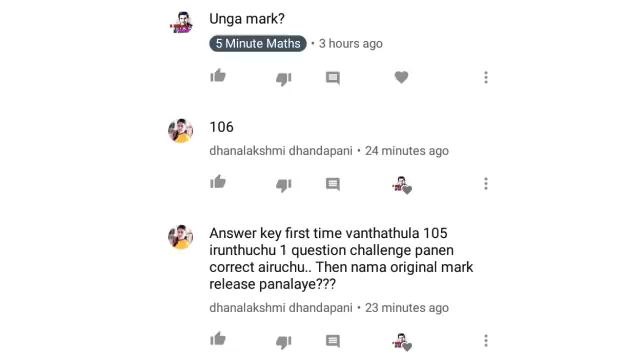 Unga mark?
5 Minute Maths • 3 hours ago
106
dhanalakshmi dhandapani • 24 minutes ago
Answer key first time vanthathula 105
irunthuchu 1 question challenge panen
correct airuchu.. Then nama original mark
release panalaye???
dhanalakshmi dhandapani • 23 minutes ago